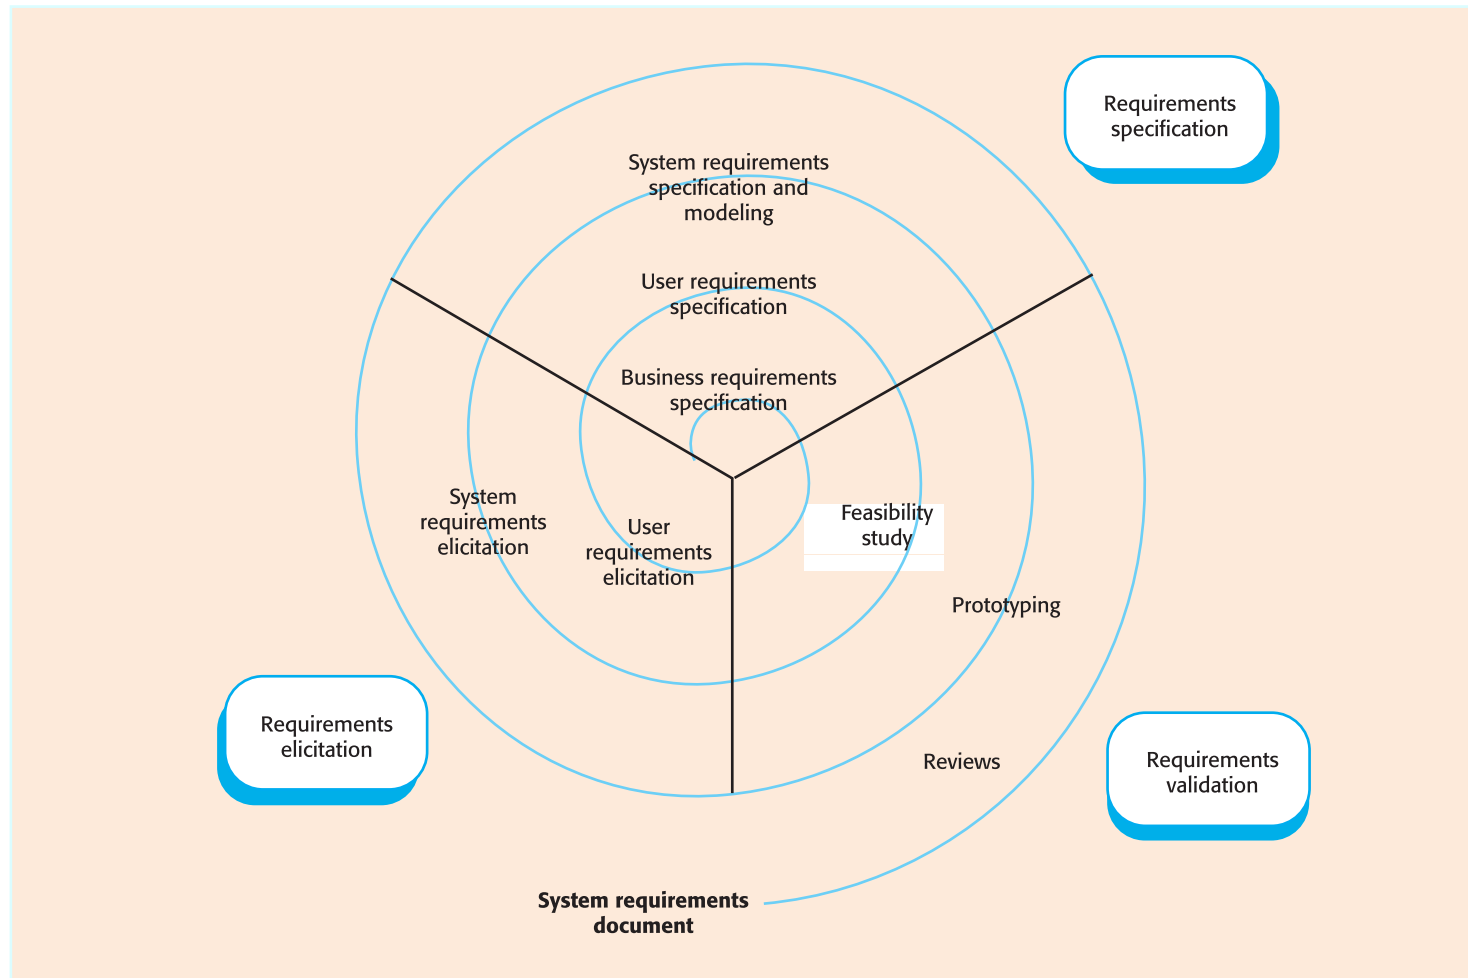 Requirements
specification
System requirements
specification and
modeling
User requirements
specification
Business requirements
specification
System
requirements
elicitation
User
requirements
elicitation
Feasibility
study
Prototyping
Requirements
elicitation
Reviews
Requirements
validation
System requirements
document